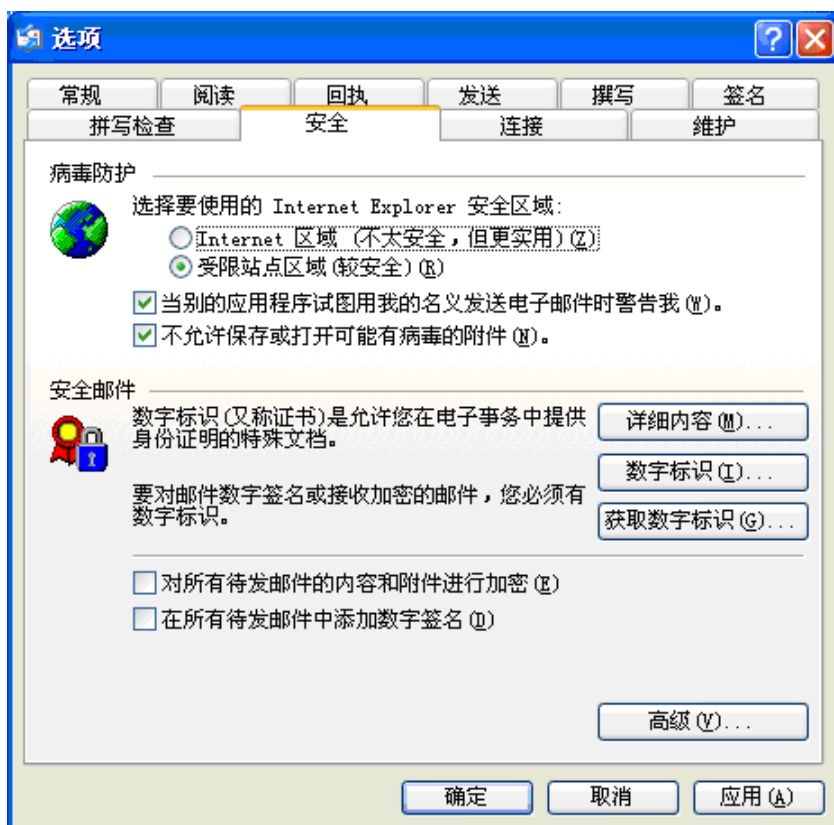 选项
常规 阅读 回执 发送 撰写 签名
拼写检查 安全 连接 维护
病毒防护
选择要使用的 Internet Explorer 安全区域:
Internet 区域 (不太安全，但更实用)(Z)
受限站点区域(较安全)(R)
当别的应用程序试图用我的名义发送电子邮件时警告我(W)。
不允许保存或打开可能有病毒的附件(N)。
安全邮件
数字标识(又称证书)是允许您在电子事务中提供
身份证明的特殊文档。
详细内容(M)...
数字标识(I)...
要对邮件数字签名或接收加密的邮件，您必须有
数字标识。
获取数字标识(G)...
对所有待发邮件的内容和附件进行加密(E)
在所有待发邮件中添加数字签名(D)
高级(V)...
确定 取消 应用(A)